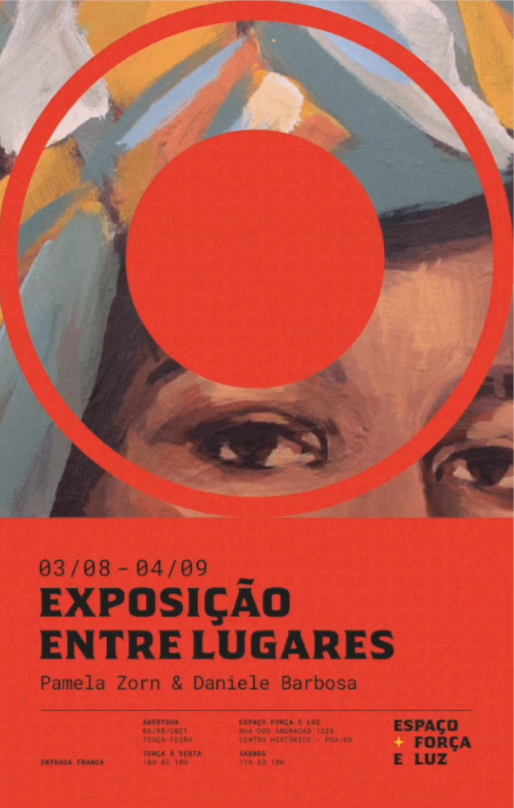 03/08 – 04/09
EXPOSIÇÃO
ENTRE LUGARES
Pamela Zorn & Daniele Barbosa
ABERTURA
03/08/2021
TERÇA-FEIRA
ESPAÇO FORÇA E LUZ
RUA DOS ANDRADAS 1223
CENTRO HISTÓRICO – POA/RS
ENTRADA FRANCA
TERÇA À SEXTA
10H ÀS 19H
SÁBADOS
11H ÀS 18H
ESPAÇO
FORÇA
E LUZ